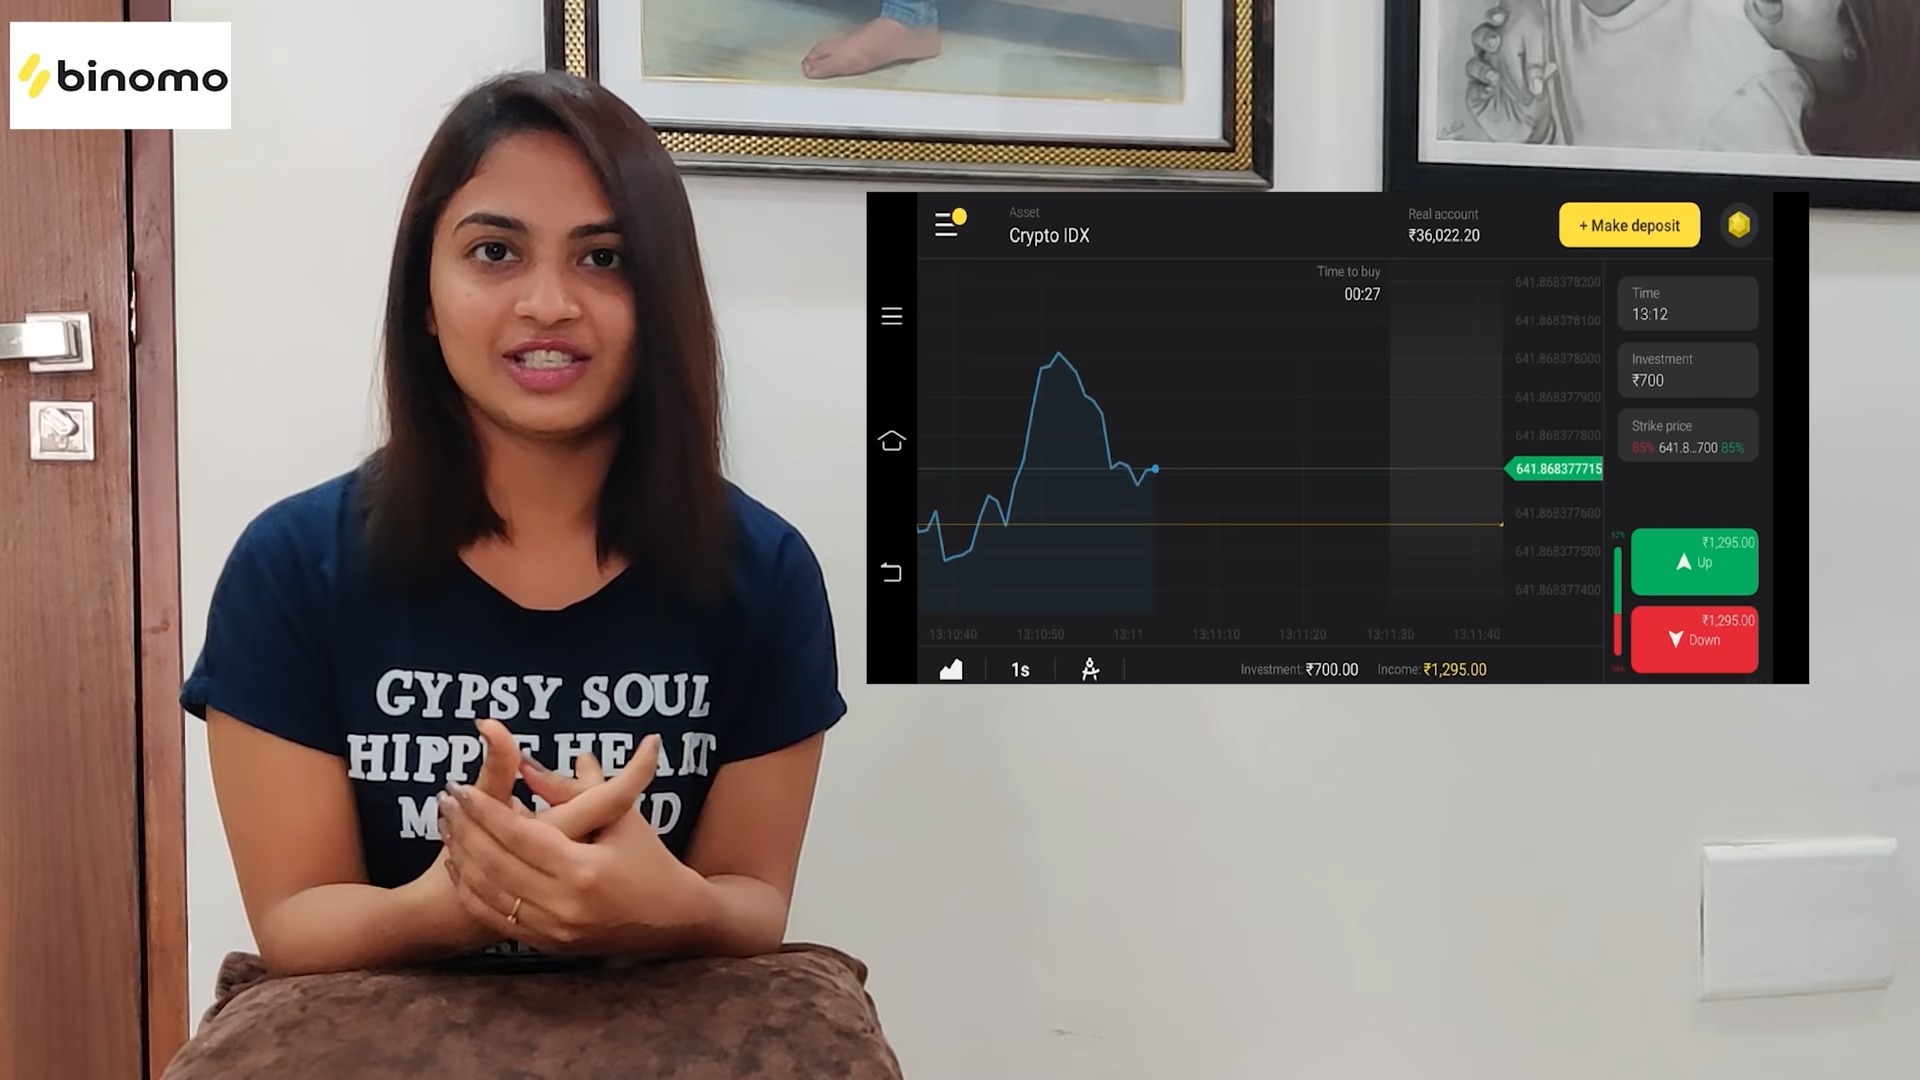 binomo
Asset
Crypto IDX
Real account
₹36,022.20
+ Make deposit
Time to buy
00:27
641.868378200
641.868378100
641.868378000
641.868377900
641.868377800
641.868377715
641.868377600
641.868377500
641.868377400
Time
13:12
Investment
₹700
Strike price
85% 641.8...700 85%
62%
₹1,295.00
Up
₹1,295.00
Down
13:10:40 13:10:50 13:11 13:11:10 13:11:20 13:11:30 13:11:40
1s
Investment: ₹700.00 Income: ₹1,295.00
GYPSY SOUL
HEART